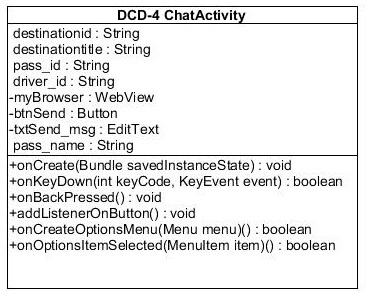 DCD-4 ChatActivity
destinationid : String
destinationtitle : String
pass_id : String
driver_id : String
-myBrowser : WebView
-btnSend : Button
-txtSend_msg : EditText
pass_name : String
+onCreate(Bundle savedInstanceState) : void
+onKeyDown(int keyCode, KeyEvent event) : boolean
+onBackPressed() : void
+addListenerOnButton() : void
+onCreateOptionsMenu(Menu menu)() : boolean
+onOptionsItemSelected(MenuItem item)() : boolean